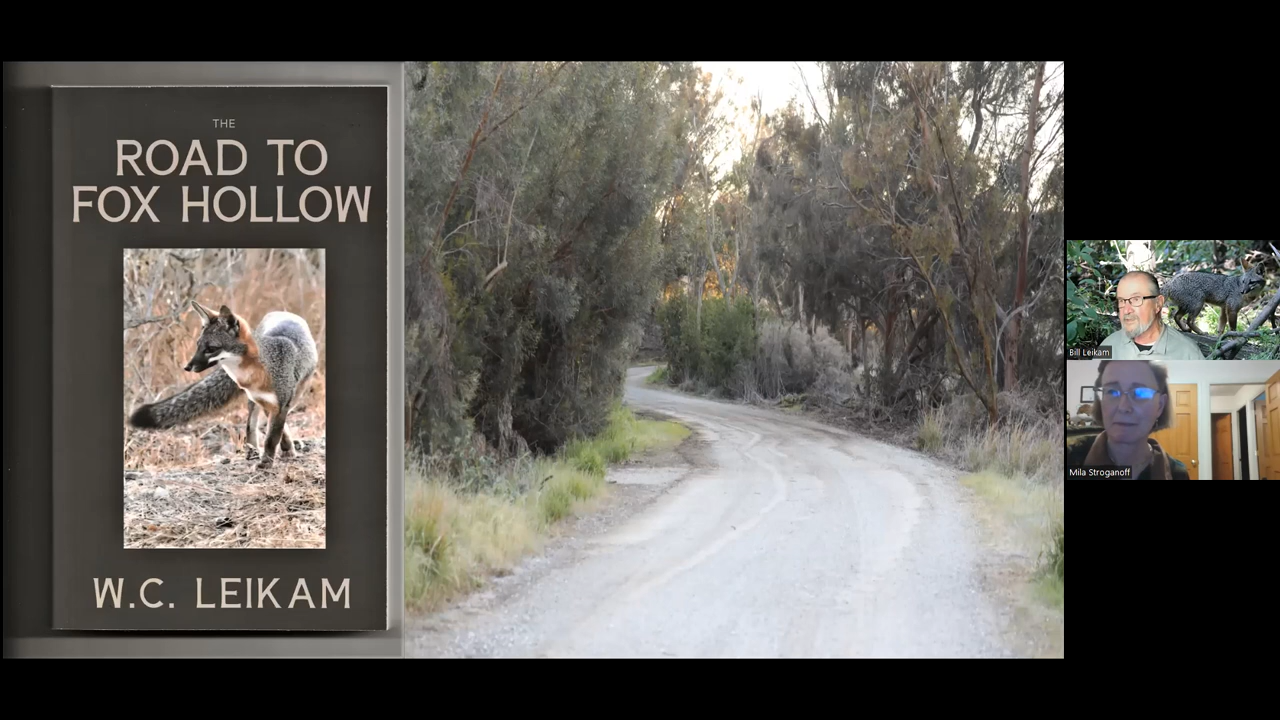 THE
ROAD TO
FOX HOLLOW
W.C. LEIKAM
Bill Leikam
Mila Stroganoff